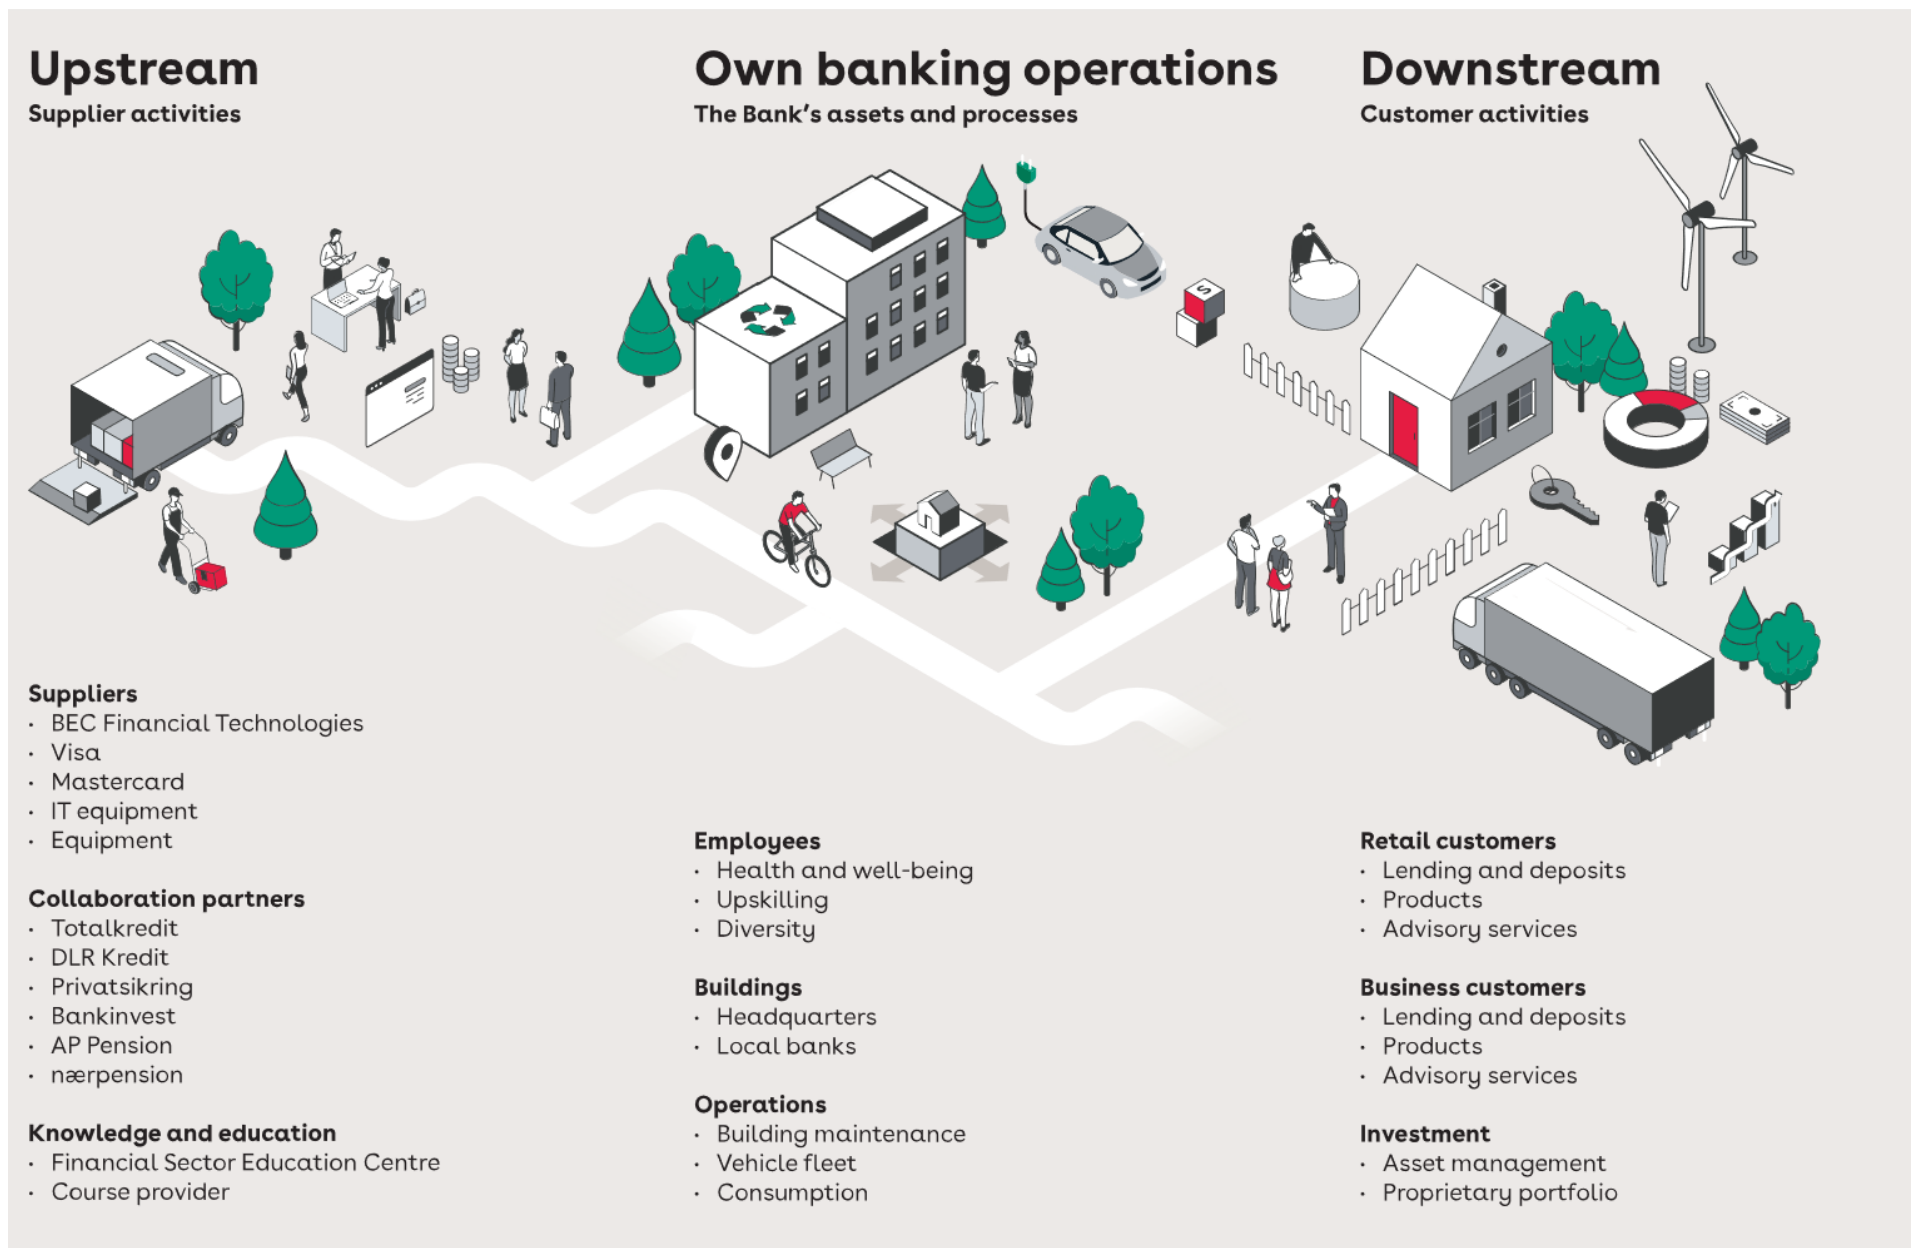 Upstream
Supplier activities
Own banking operations
The Bank's assets and processes
Downstream
Customer activities
S
Suppliers
· BEC Financial Technologies
· Visa
· Mastercard
· IT equipment
· Equipment
Collaboration partners
· Totalkredit
· DLR Kredit
· Privatsikring
· Bankinvest
· AP Pension
· nærpension
Knowledge and education
· Financial Sector Education Centre
· Course provider
Employees
· Health and well-being
· Upskilling
· Diversity
Buildings
· Headquarters
· Local banks
Operations
· Building maintenance
· Vehicle fleet
· Consumption
Retail customers
· Lending and deposits
· Products
· Advisory services
Business customers
· Lending and deposits
· Products
· Advisory services
Investment
· Asset management
· Proprietary portfolio